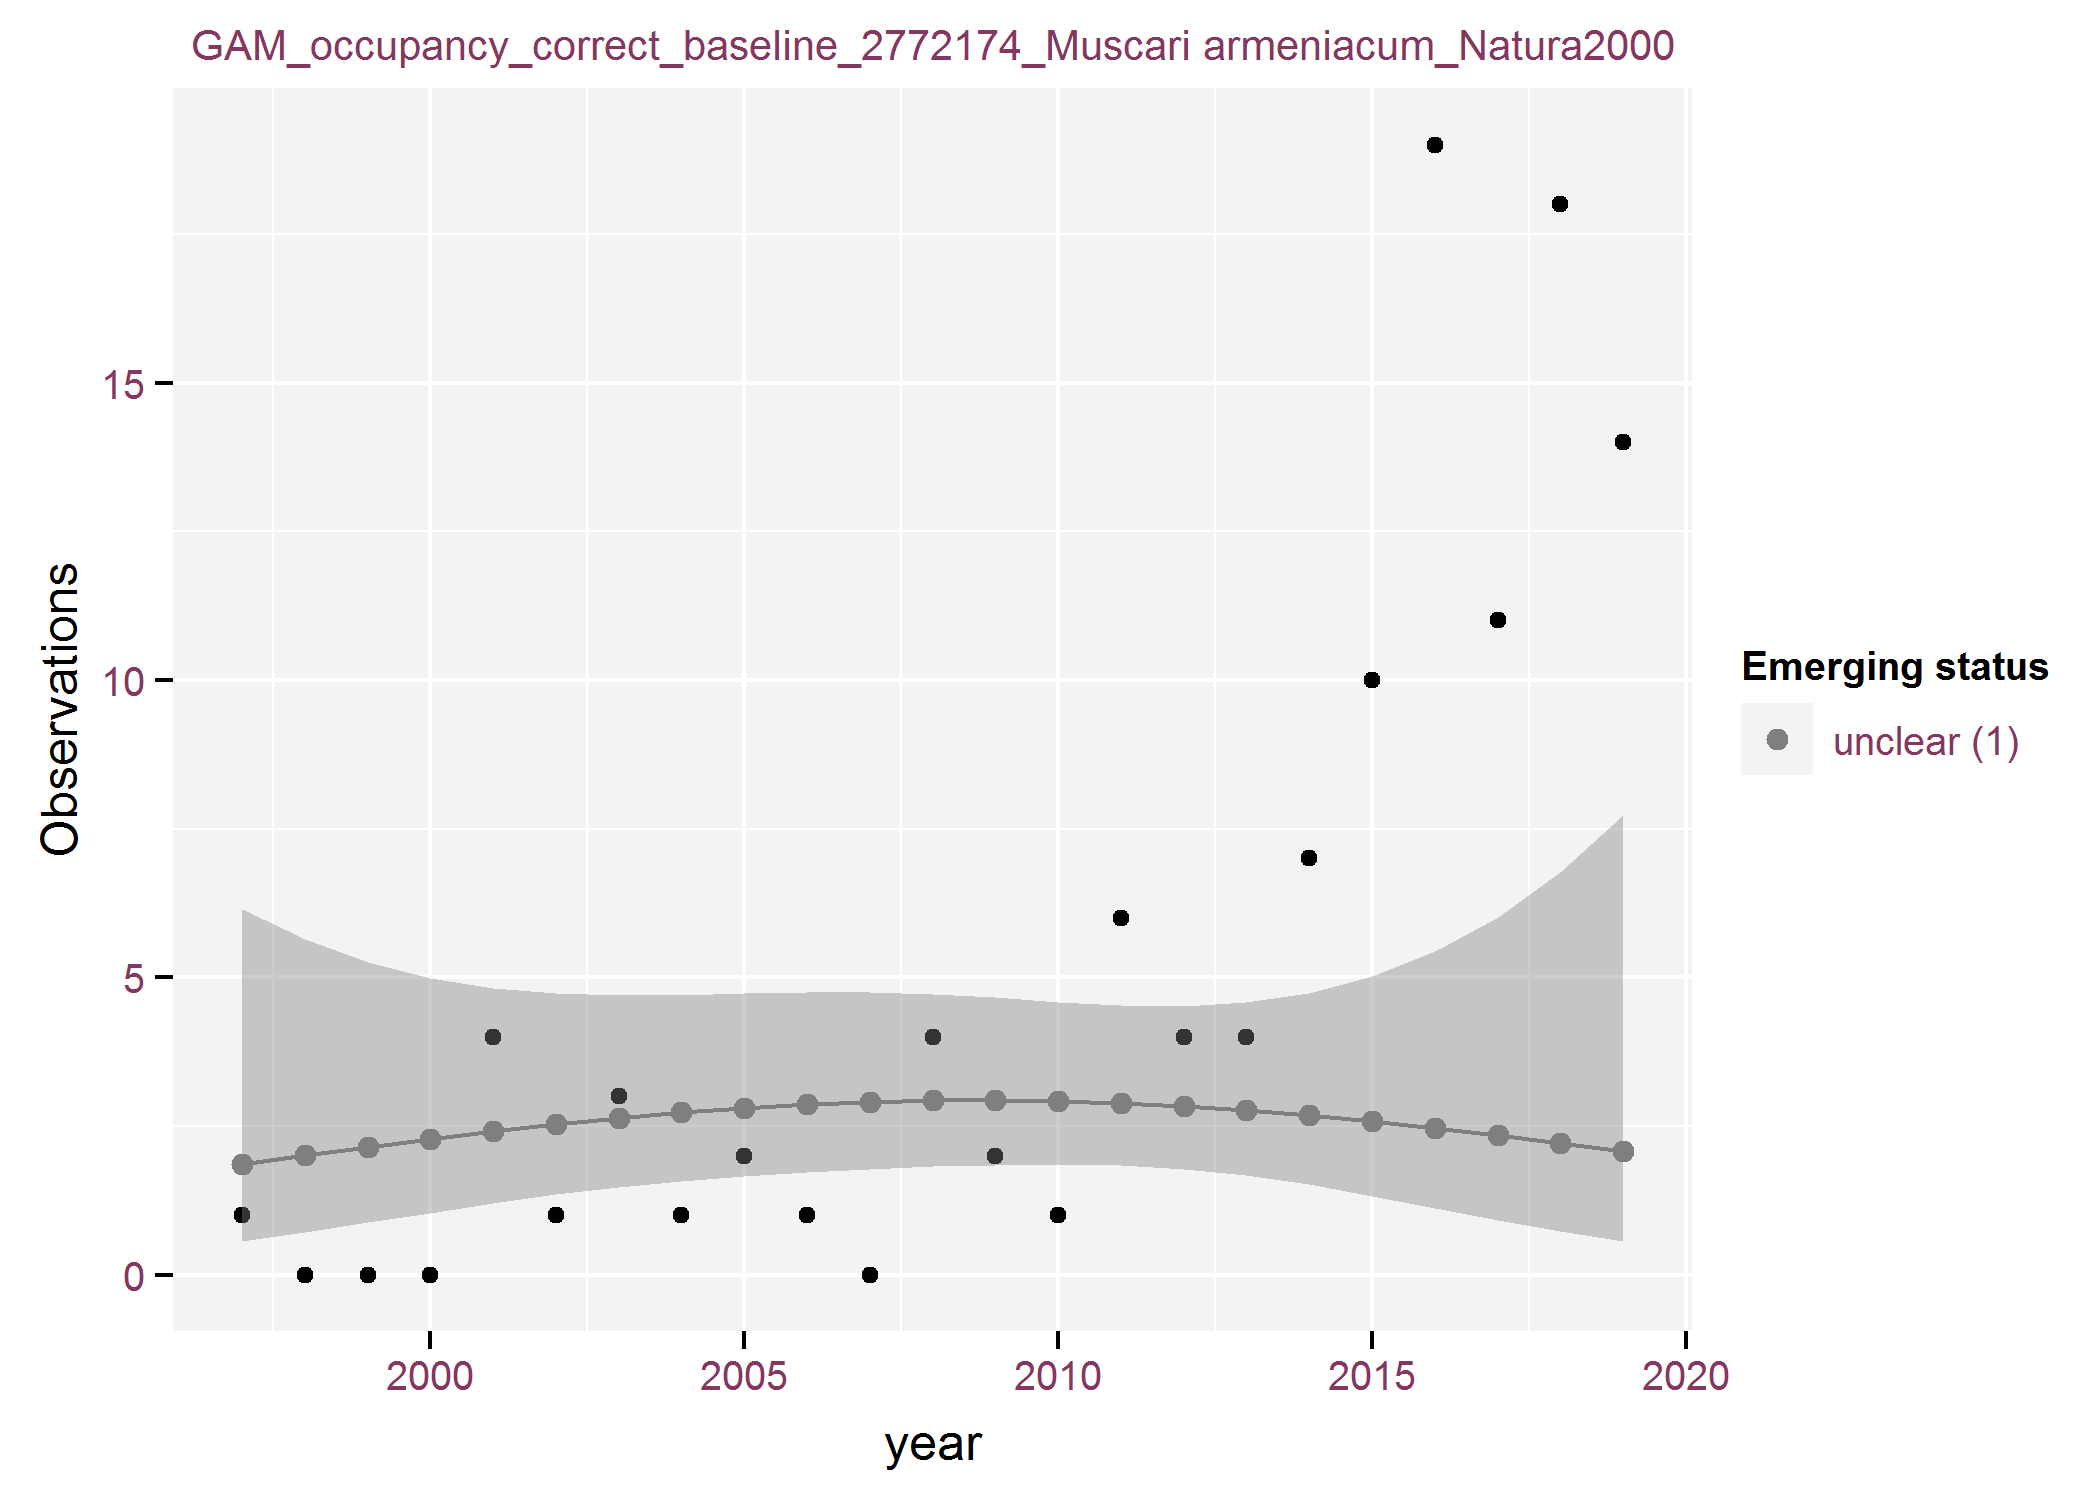 GAM_occupancy_correct_baseline_2772174_Muscari armeniacum_Natura2000
Observations
15
10
5
0
2000
2005
2010
2015
2020
year
Emerging status
unclear (1)